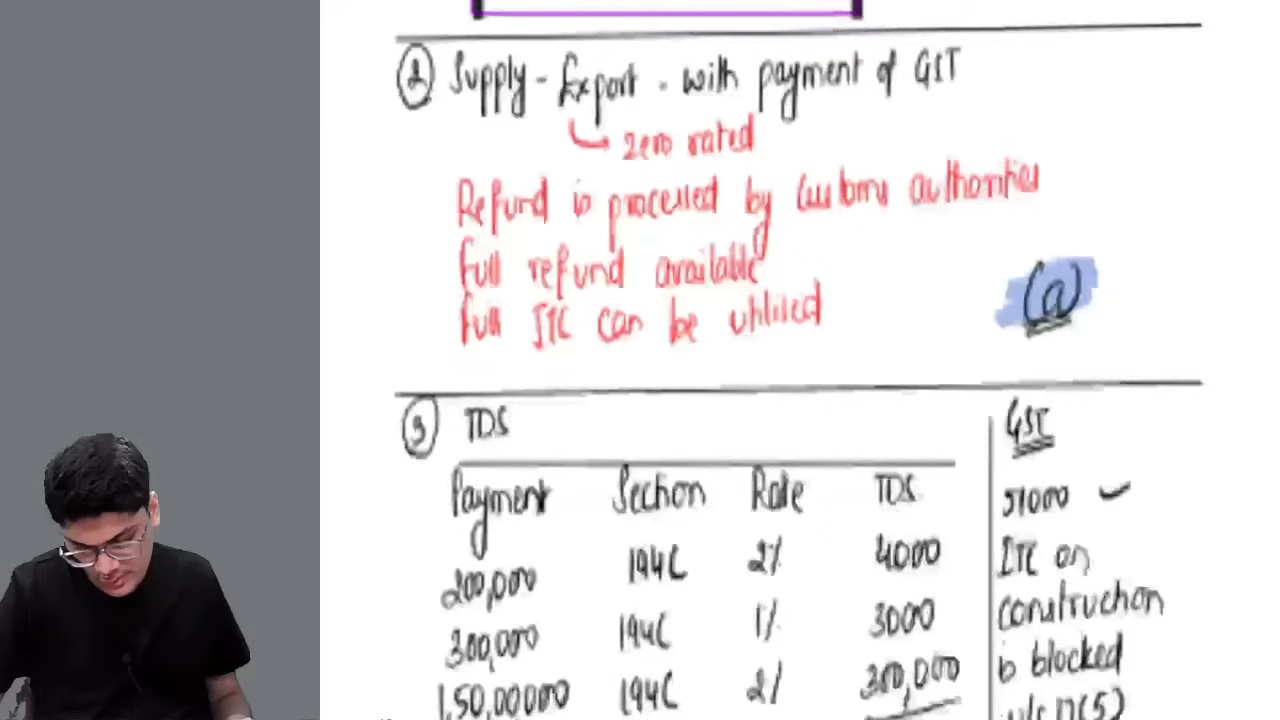 ② Supply - Export - with payment of GST
↳ zero rated
Refund is processed by Customs authorities
full refund available
full ITC can be utilised
(a)
③ TDS
Payment Section Rate TDS
200,000 194C 2% 4000
300,000 194C 1% 3000
1,50,00000 194C 2% 300,000
GST
51000
ITC on
construction
is blocked
u/s 17(5)